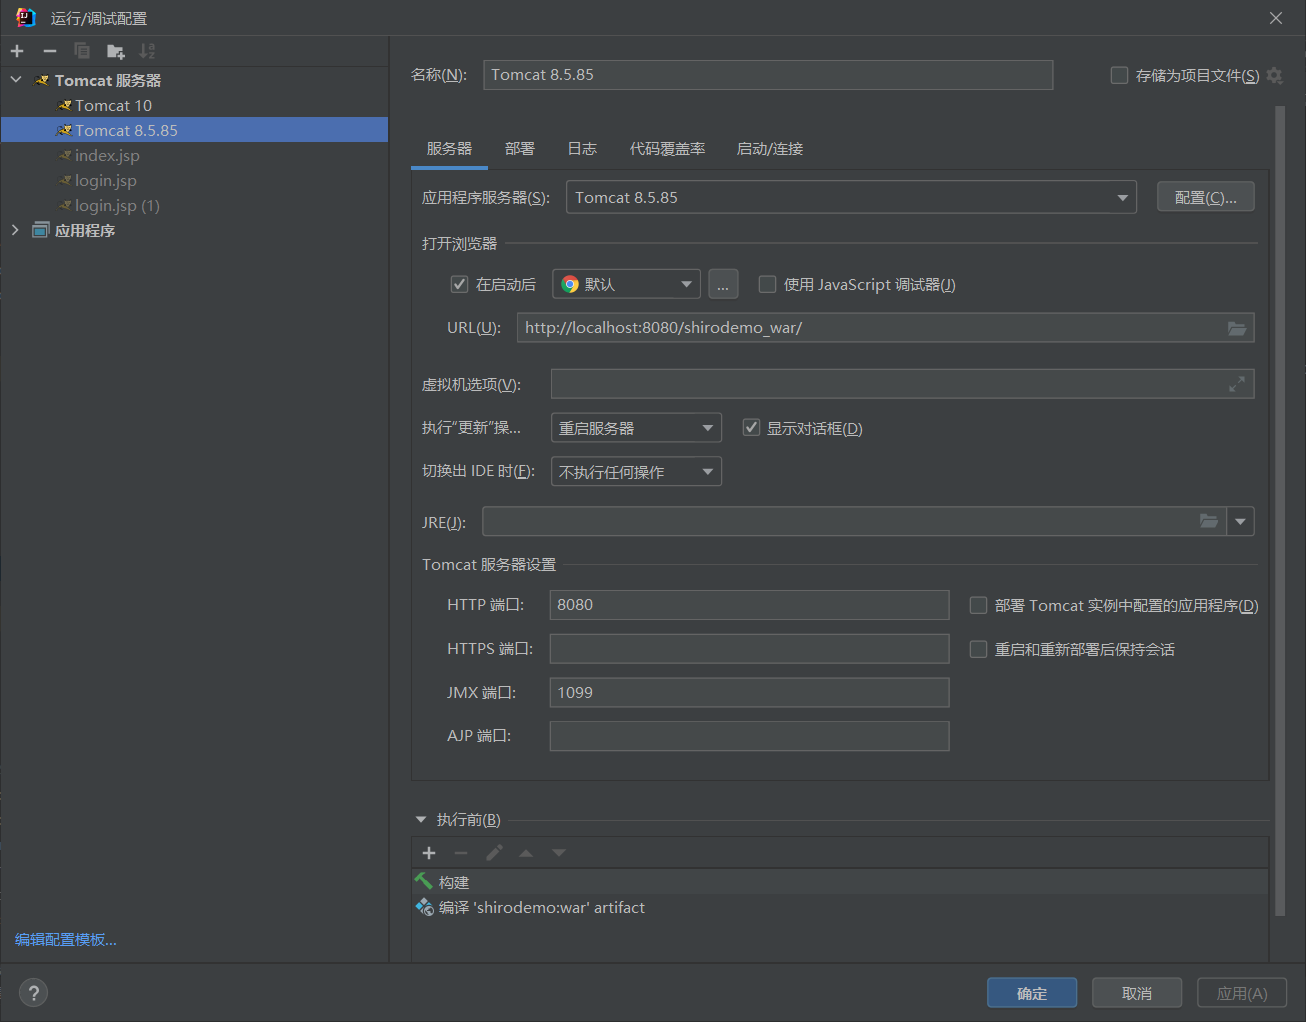 运行/调试配置
Tomcat 服务器
Tomcat 10
Tomcat 8.5.85
index.jsp
login.jsp
login.jsp (1)
应用程序
编辑配置模板...
名称(N):
Tomcat 8.5.85
存储为项目文件(S)
服务器 部署 日志 代码覆盖率 启动/连接
应用程序服务器(S):
Tomcat 8.5.85
配置(C)...
打开浏览器
在启动后
默认
...
使用 JavaScript 调试器(J)
URL(U):
http://localhost:8080/shirodemo_war/
虚拟机选项(V):
执行“更新”操...
重启服务器
显示对话框(D)
切换出 IDE 时(F):
不执行任何操作
JRE(J):
Tomcat 服务器设置
HTTP 端口:
8080
部署 Tomcat 实例中配置的应用程序(D)
HTTPS 端口:
重启和重新部署后保持会话
JMX 端口:
1099
AJP 端口:
执行前(B)
构建
编译 'shirodemo:war' artifact
?
确定
取消
应用(A)